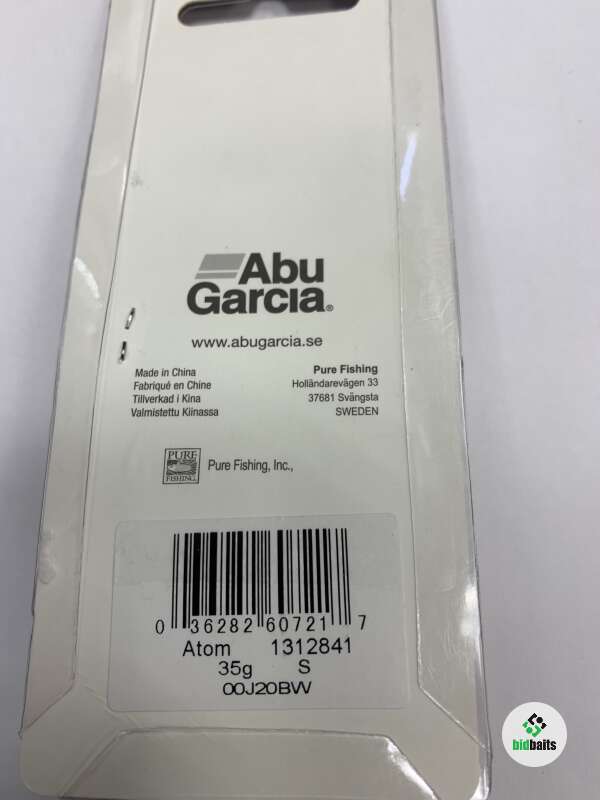 Abu
Garcia®
www.abugarcia.se
Made in China
Fabriqué en Chine
Tillverkad i Kina
Valmistettu Kiinassa
Pure Fishing
Holländarevägen 33
37681 Svängsta
SWEDEN
PURE
FISHING
Pure Fishing, Inc.,
0 36282 60721 7
Atom 1312841
35g S
00J20BW
bidbaits